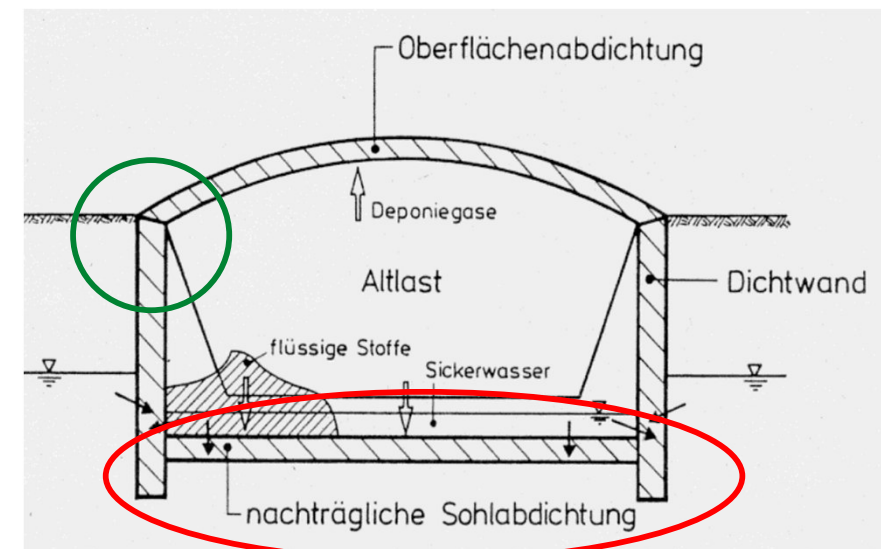 Oberflächenabdichtung
Deponiegase
Altlast
Dichtwand
flüssige Stoffe
Sickerwasser
nachträgliche Sohlabdichtung